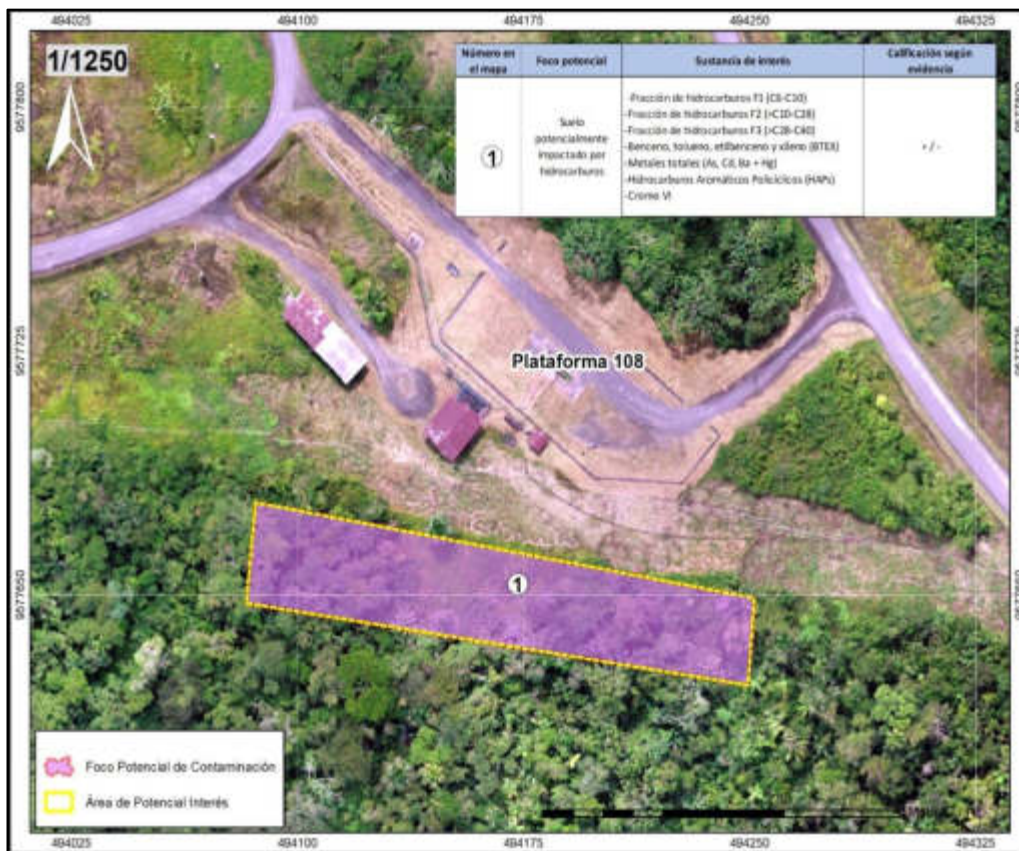 494025 494100 494175 494250 494325
1/1250
Número en el mapa
Foco potencial
Sustancia de interés
Calificación según evidencia
1
Suelo
potencialmente
impactado por
hidrocarburos
-Fracción de hidrocarburos F1 (C6-C10)
-Fracción de hidrocarburos F2 (>C10-C28)
-Fracción de hidrocarburos F3 (>C28-C40)
-Benceno, tolueno, etilbenceno y xileno (BTEX)
-Metales totales (As, Cd, Ba + Hg)
-Hidrocarburos Aromáticos Policíclicos (HAPs)
-Cromo VI
+ / -
9577800
9577800
9577725
9577725
Plataforma 108
9577650
9577650
1
Foco Potencial de Contaminación
Área de Potencial Interés
494025 494100 494175 494250 494325